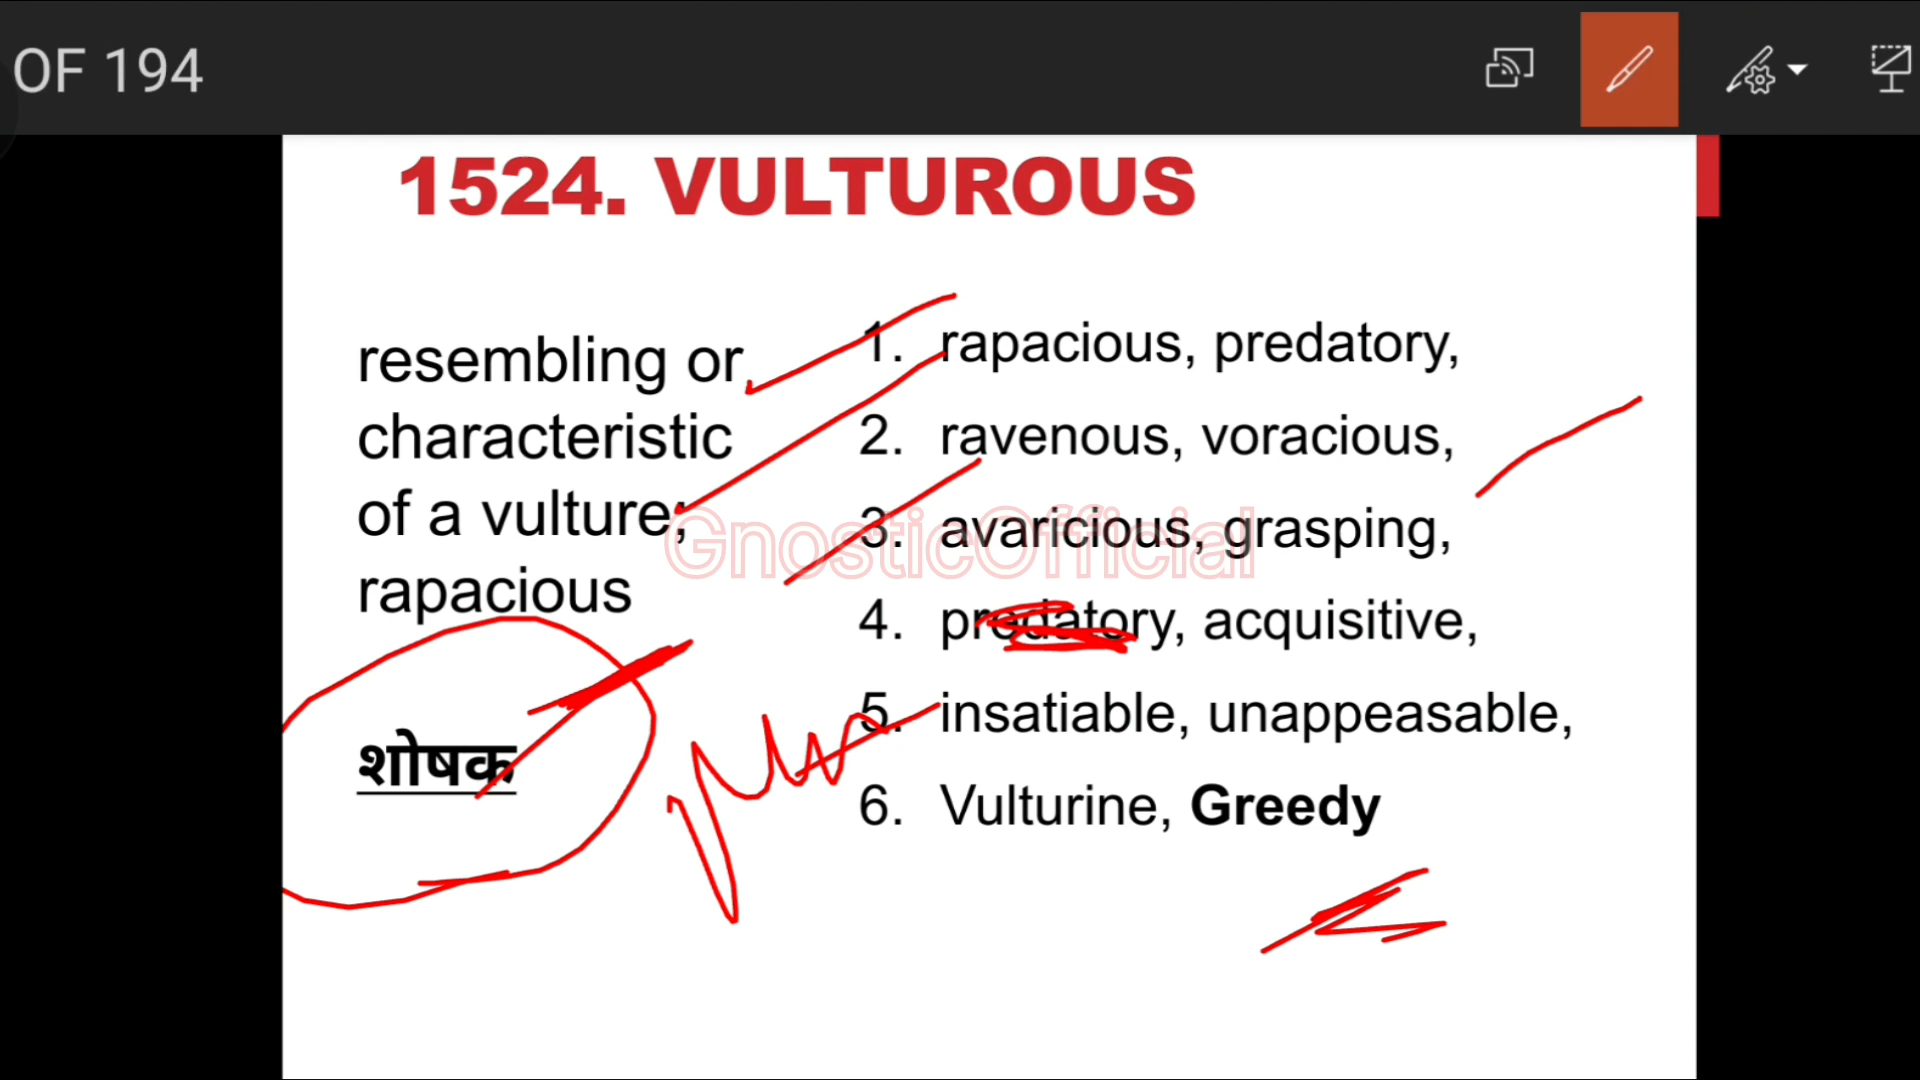 OF 194
1524. VULTUROUS
resembling or
characteristic
of a vulture;
rapacious
शोषक
1. rapacious, predatory,
2. ravenous, voracious,
3. avaricious, grasping,
4. predatory, acquisitive,
5. insatiable, unappeasable,
6. Vulturine, Greedy
GnosticOfficial